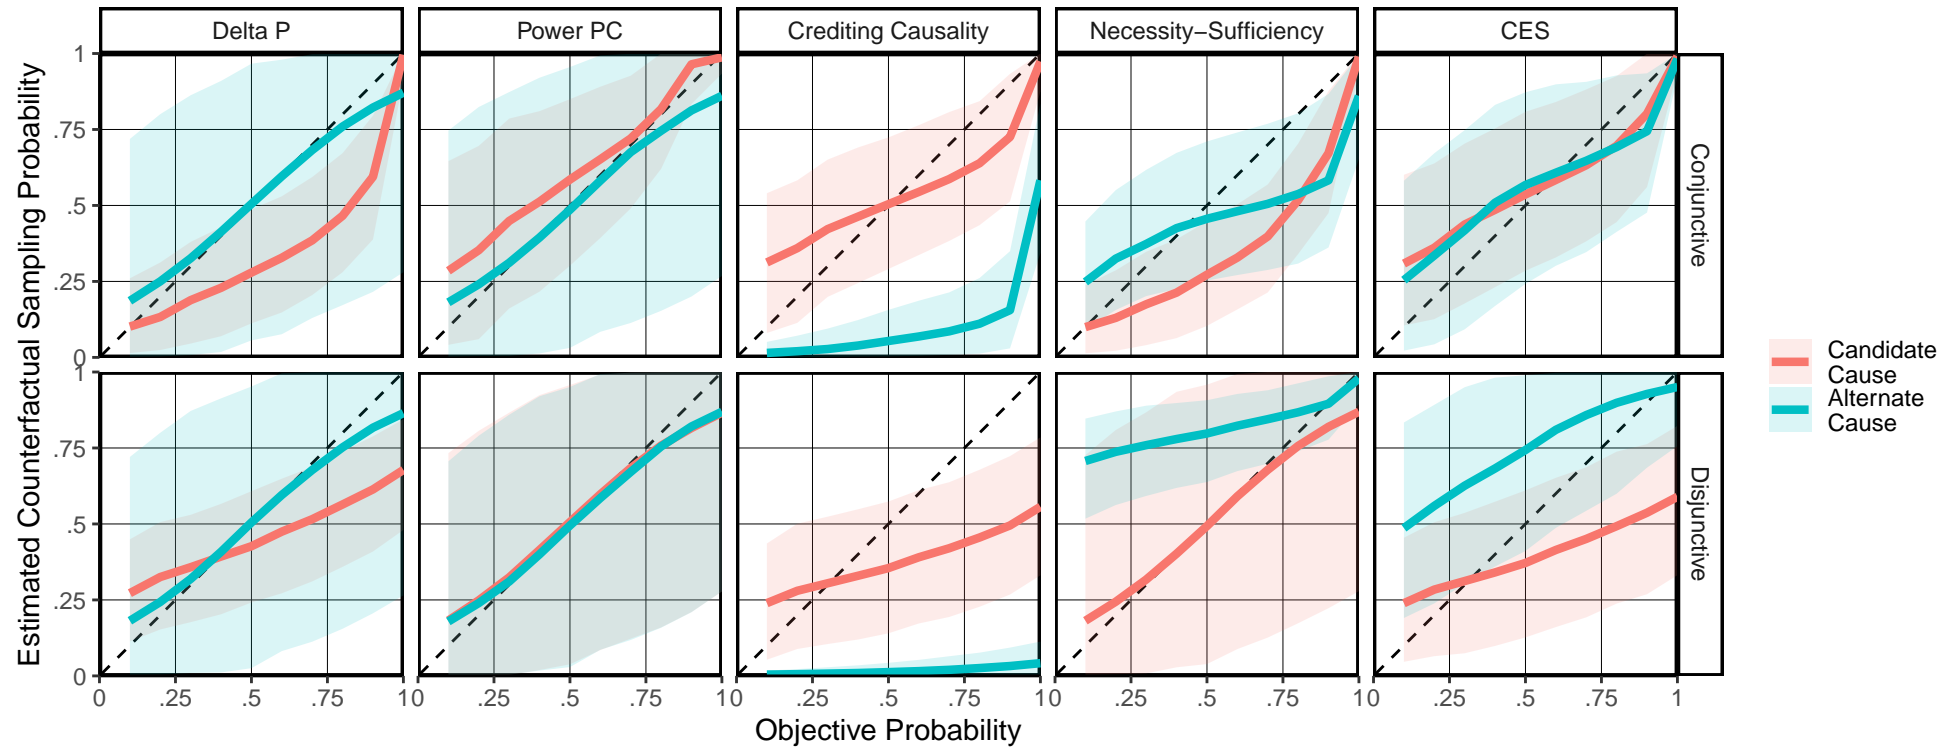 Delta P
Power PC
Crediting Causality
Necessity−Sufficiency
CES
Estimated Counterfactual Sampling Probability
1
.75
.5
.25
0
Conjunctive
1
.75
.5
.25
0
Disjunctive
0 .25 .5 .75 1
0 .25 .5 .75 1
0 .25 .5 .75 1
0 .25 .5 .75 1
0 .25 .5 .75 1
Objective Probability
Candidate
Cause
Alternate
Cause